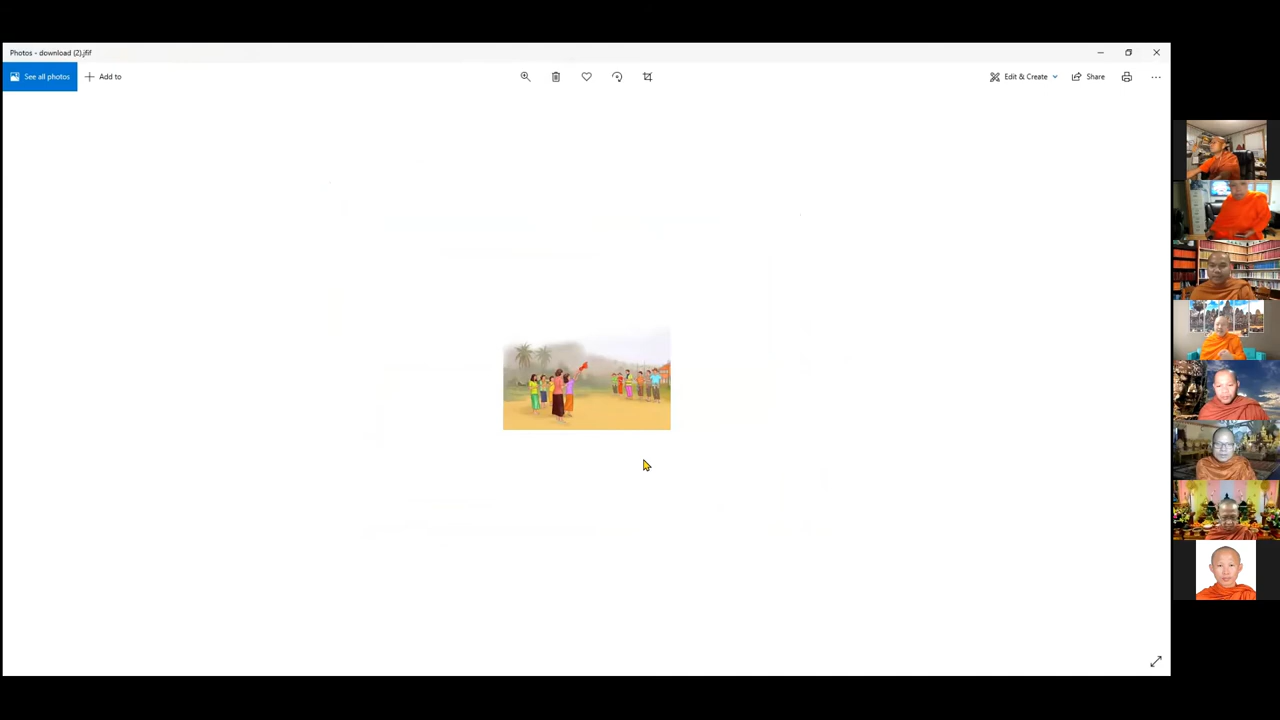 Photos - download (2).jfif
See all photos
Add to
Edit & Create
Share